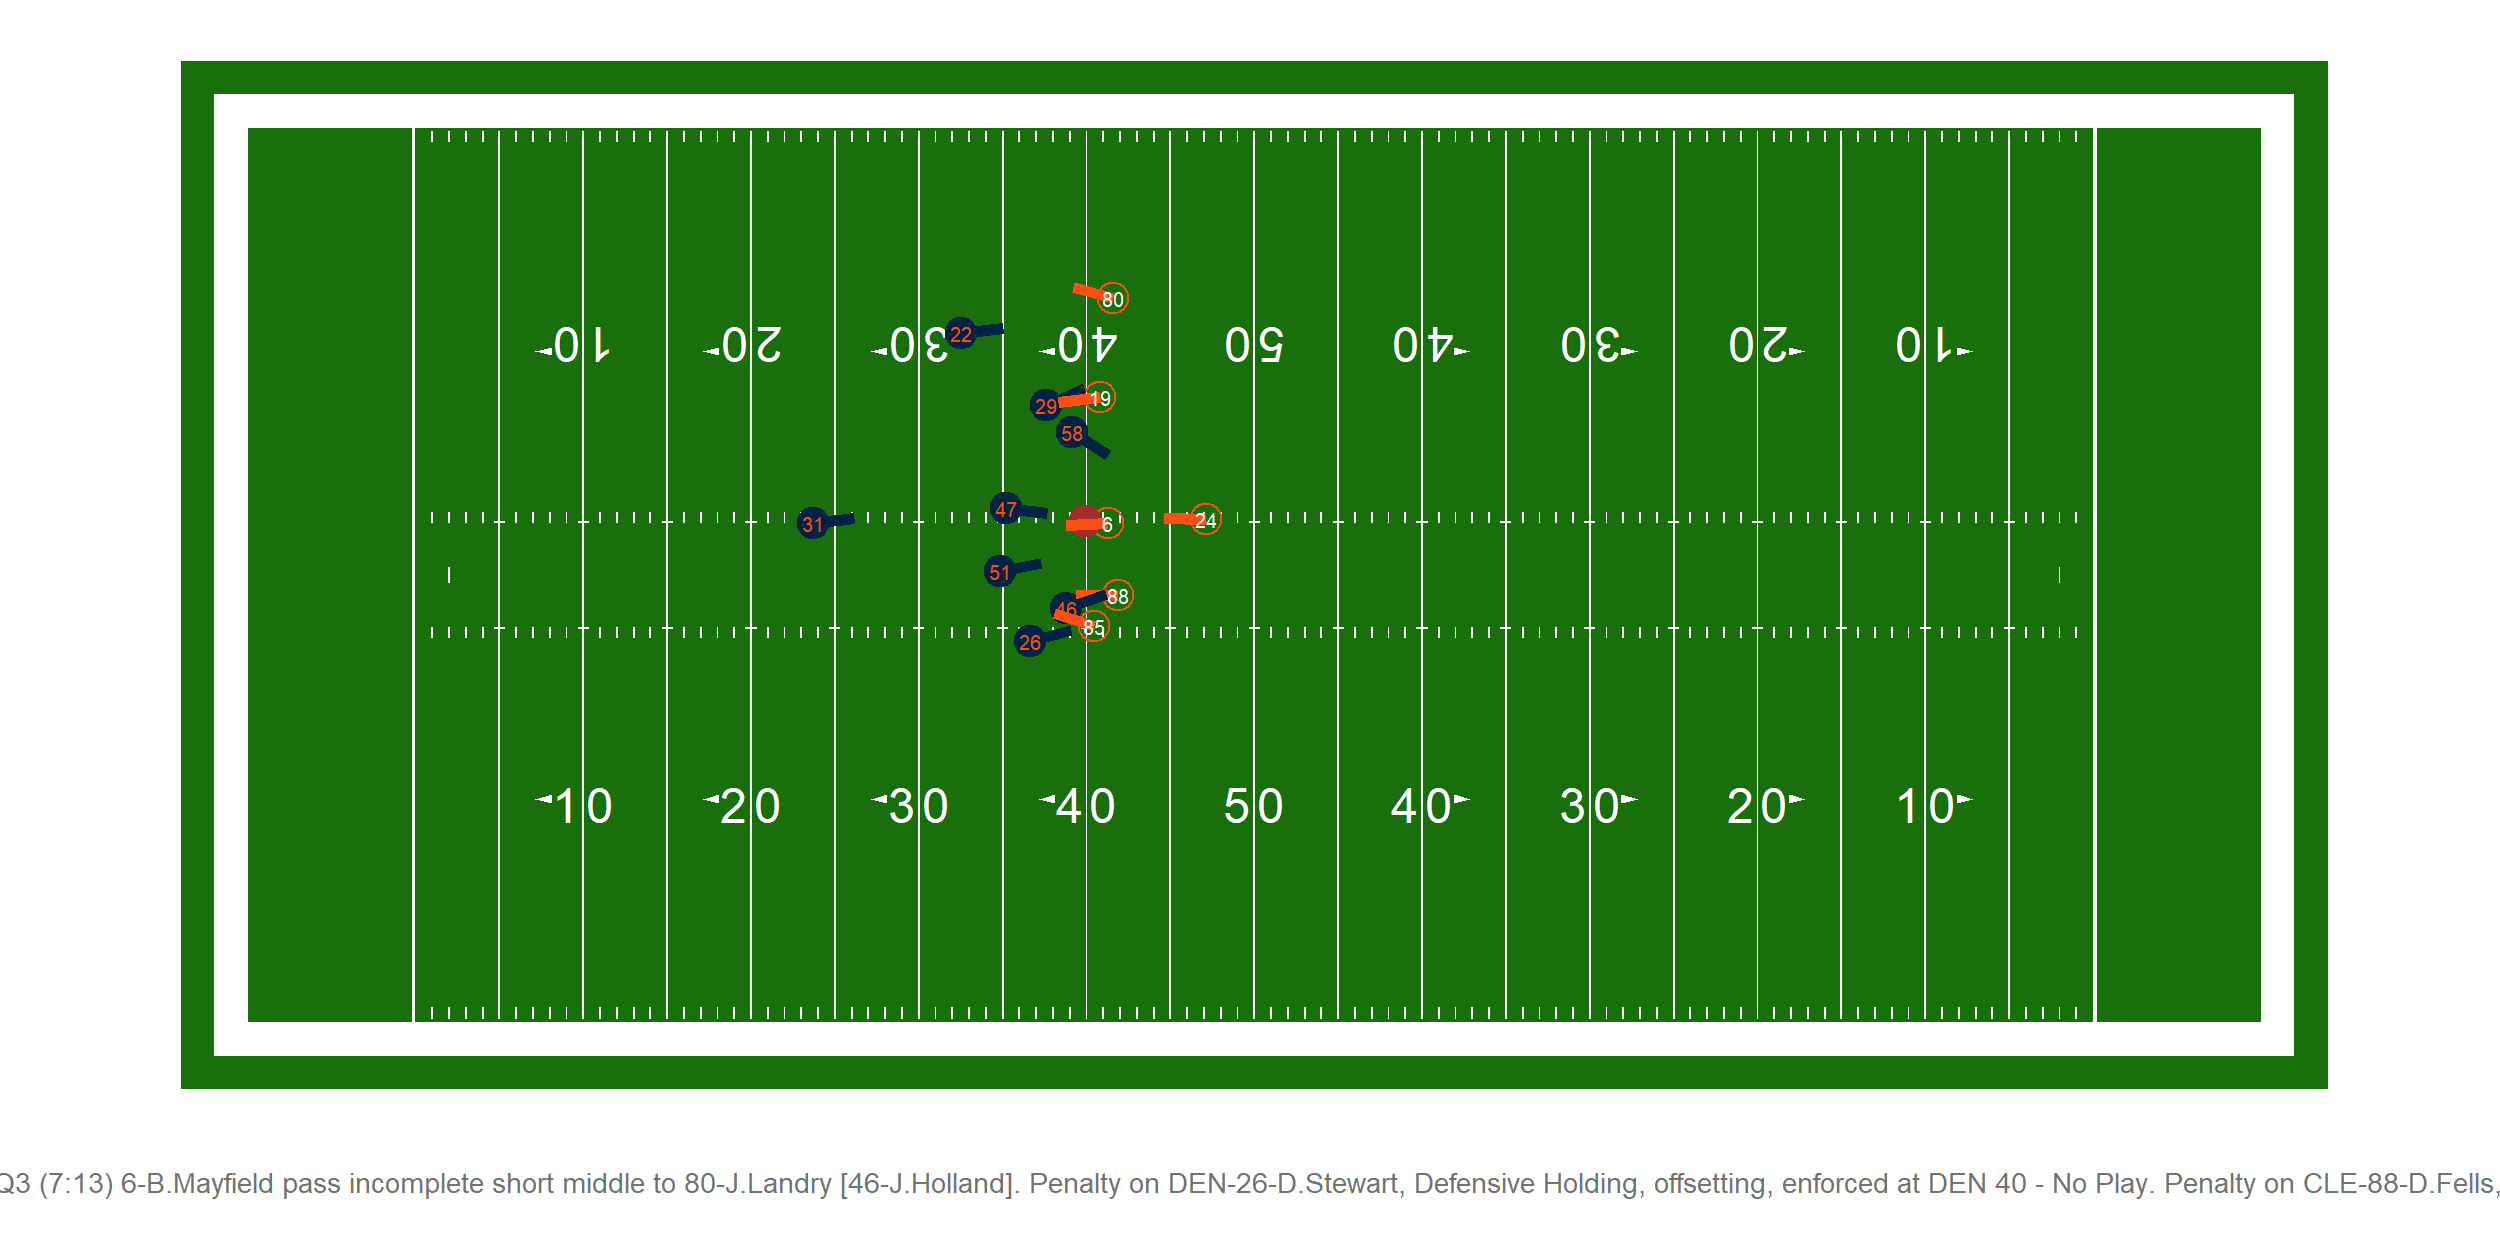 80
22
10 20 30 40 50 40 30 20 10
29 19
58
47
31 6 24
51
88
46
85
26
10 20 30 40 50 40 30 20 10
Q3 (7:13) 6-B.Mayfield pass incomplete short middle to 80-J.Landry [46-J.Holland]. Penalty on DEN-26-D.Stewart, Defensive Holding, offsetting, enforced at DEN 40 - No Play. Penalty on CLE-88-D.Fells,